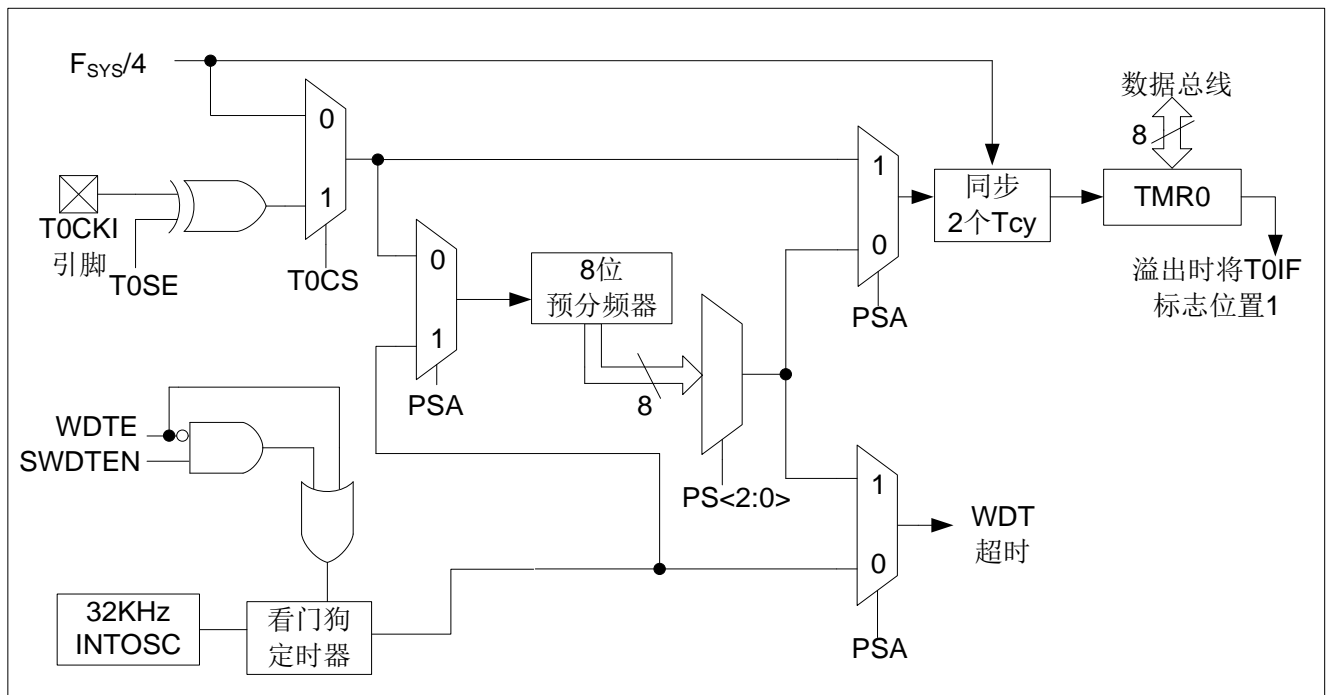 FSYS/4
数据总线
8
0
1
T0CKI
引脚
T0SE
T0CS
1
0
PSA
同步
2个Tcy
TMR0
溢出时将T0IF
标志位置1
0
1
PSA
8位
预分频器
8
PS<2:0>
WDTE
SWDTEN
1
0
PSA
WDT
超时
32KHz
INTOSC
看门狗
定时器